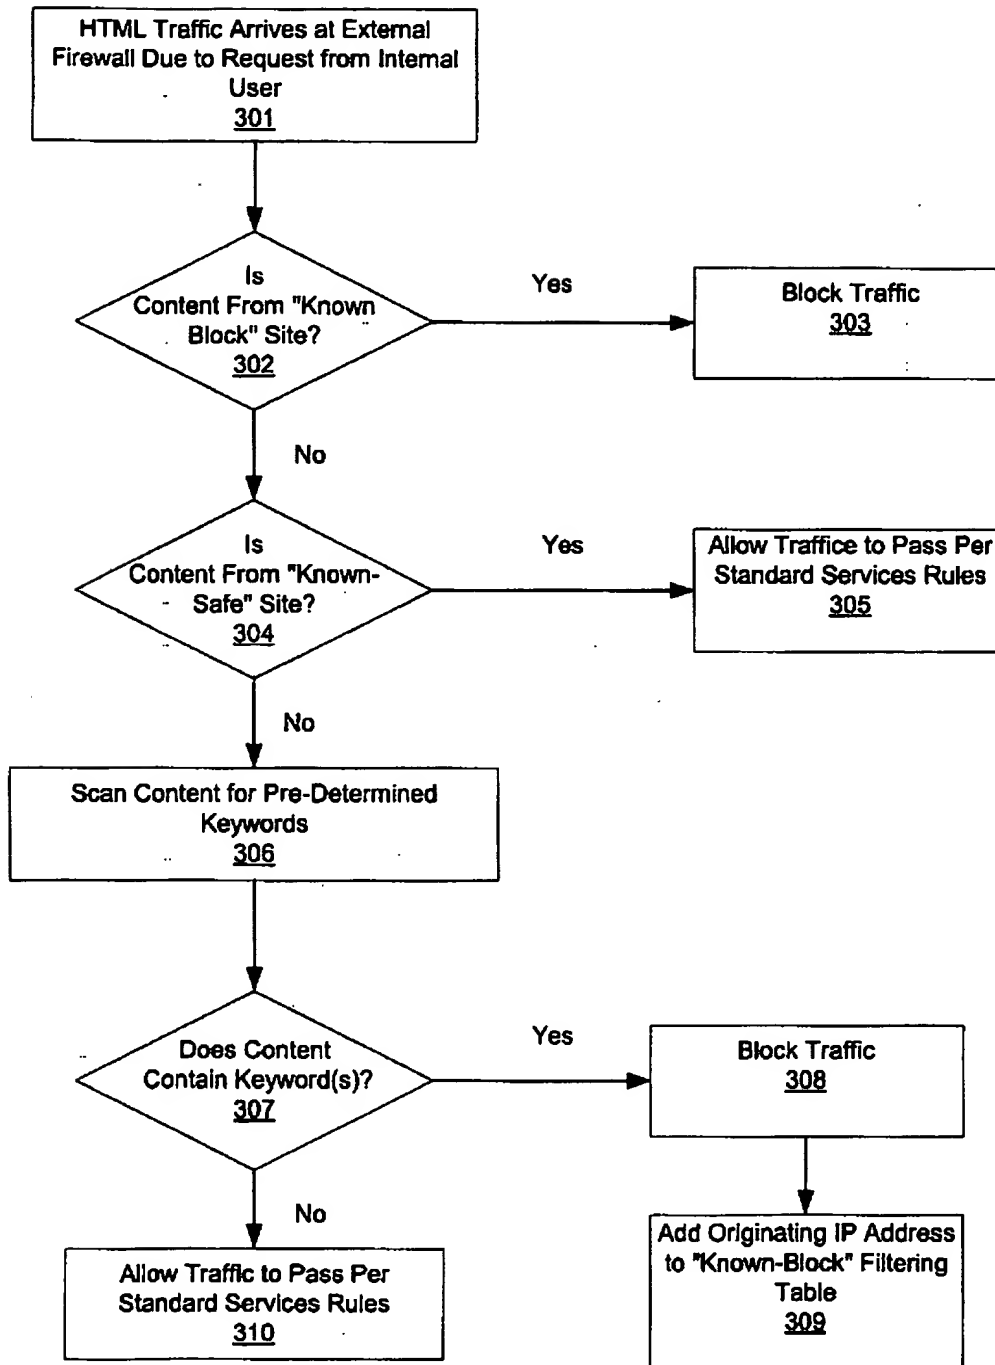 HTML Traffic Arrives at External
Firewall Due to Request from Internal
User
301
Is
Content From "Known
Block" Site?
302
Yes
Block Traffic
303
No
Is
Content From "Known-
Safe" Site?
304
Yes
Allow Traffice to Pass Per
Standard Services Rules
305
No
Scan Content for Pre-Determined
Keywords
306
Does Content
Contain Keyword(s)?
307
Yes
Block Traffic
308
No
Add Originating IP Address
to "Known-Block" Filtering
Table
309
Allow Traffic to Pass Per
Standard Services Rules
310